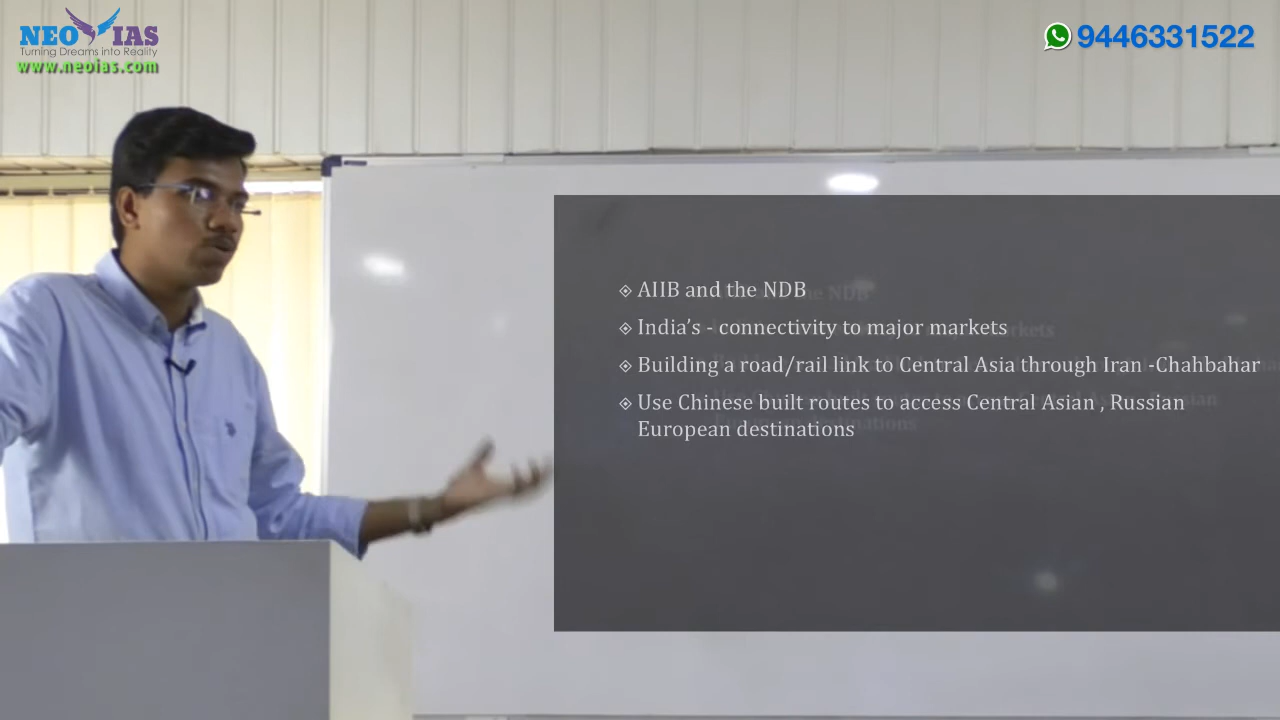 NEO IAS
Turning Dreams into Reality
www.neoias.com
9446331522
AIIB and the NDB
India’s - connectivity to major markets
Building a road/rail link to Central Asia through Iran -Chahbahar
Use Chinese built routes to access Central Asian , Russian
European destinations